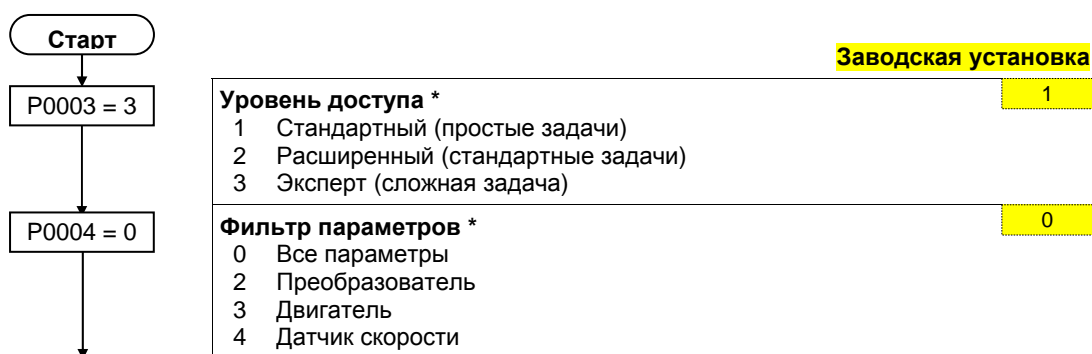 Старт
Заводская установка
P0003 = 3
Уровень доступа * 1
1 Стандартный (простые задачи)
2 Расширенный (стандартные задачи)
3 Эксперт (сложная задача)
P0004 = 0
Фильтр параметров * 0
0 Все параметры
2 Преобразователь
3 Двигатель
4 Датчик скорости